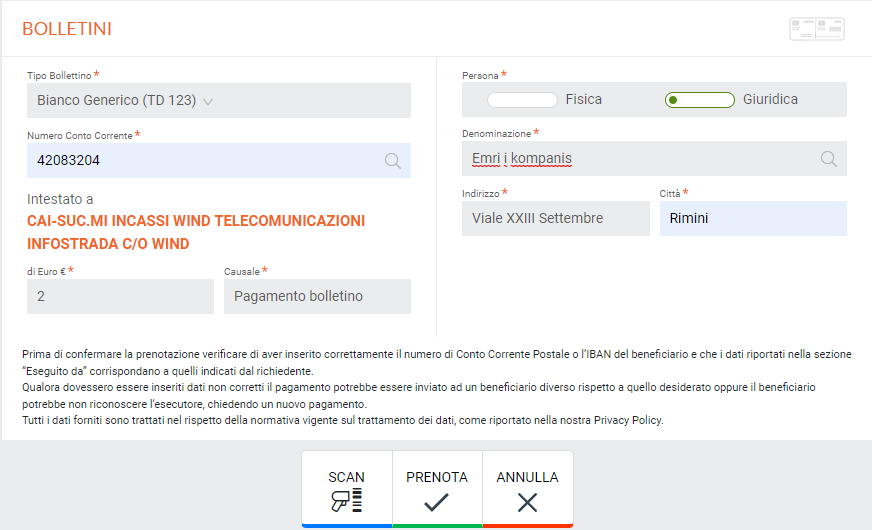 BOLLETINI
Tipo Bollettino *
Bianco Generico (TD 123)
Numero Conto Corrente *
42083204
Intestato a
CAI-SUC.MI INCASSI WIND TELECOMUNICAZIONI
INFOSTRADA C/O WIND
di Euro € *
2
Causale *
Pagamento bolletino
Persona *
Fisica
Giuridica
Denominazione *
Emri i kompanis
Indirizzo *
Viale XXIII Settembre
Città *
Rimini
Prima di confermare la prenotazione verificare di aver inserito correttamente il numero di Conto Corrente Postale o l'IBAN del beneficiario e che i dati riportati nella sezione
"Eseguito da" corrispondano a quelli indicati dal richiedente.
Qualora dovessero essere inseriti dati non corretti il pagamento potrebbe essere inviato ad un beneficiario diverso rispetto a quello desiderato oppure il beneficiario
potrebbe non riconoscere l'esecutore, chiedendo un nuovo pagamento.
Tutti i dati forniti sono trattati nel rispetto della normativa vigente sul trattamento dei dati, come riportato nella nostra Privacy Policy.
SCAN
PRENOTA
ANNULLA